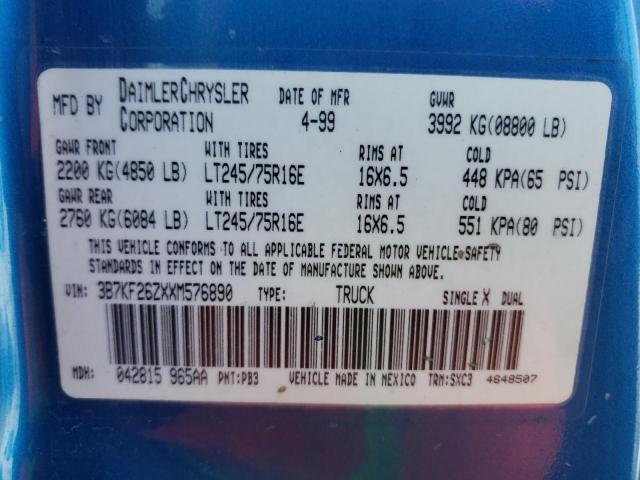 MFD BY DAIMLERCHRYSLER CORPORATION DATE OF MFR 4-99 GVWR 3992 KG(08800 LB)
GAWR FRONT WITH TIRES RIMS AT COLD
2200 KG(4850 LB) LT245/75R16E 16X6.5 448 KPA(65 PSI)
GAWR REAR WITH TIRES RIMS AT COLD
2760 KG(6084 LB) LT245/75R16E 16X6.5 551 KPA(80 PSI)
THIS VEHICLE CONFORMS TO ALL APPLICABLE FEDERAL MOTOR VEHICLE SAFETY
STANDARDS IN EFFECT ON THE DATE OF MANUFACTURE SHOWN ABOVE.
VIN: 3B7KF26ZXXM576890 TYPE: TRUCK SINGLE X DUAL
MDH: 042815 965AA PNT:PB3 VEHICLE MADE IN MEXICO TRM:SXC3 4648507